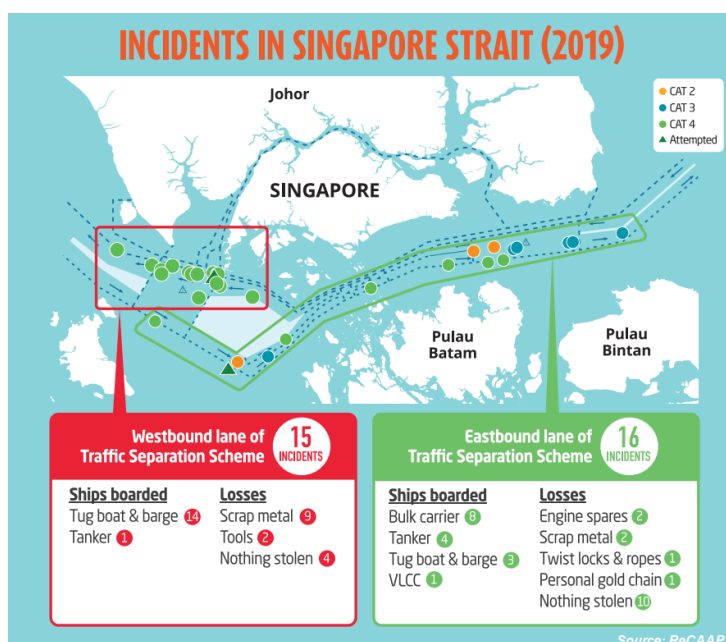 INCIDENTS IN SINGAPORE STRAIT (2019)
Johor
CAT 2
CAT 3
CAT 4
Attempted
SINGAPORE
Pulau
Batam
Pulau
Bintan
Westbound lane of
Traffic Separation Scheme
15
INCIDENTS
Ships boarded
Tug boat & barge 14
Tanker 1
Losses
Scrap metal 9
Tools 2
Nothing stolen 4
Eastbound lane of
Traffic Separation Scheme
16
INCIDENTS
Ships boarded
Bulk carrier 8
Tanker 4
Tug boat & barge 3
VLCC 1
Losses
Engine spares 2
Scrap metal 2
Twist locks & ropes 1
Personal gold chain 1
Nothing stolen 10
Source: ReCAAP